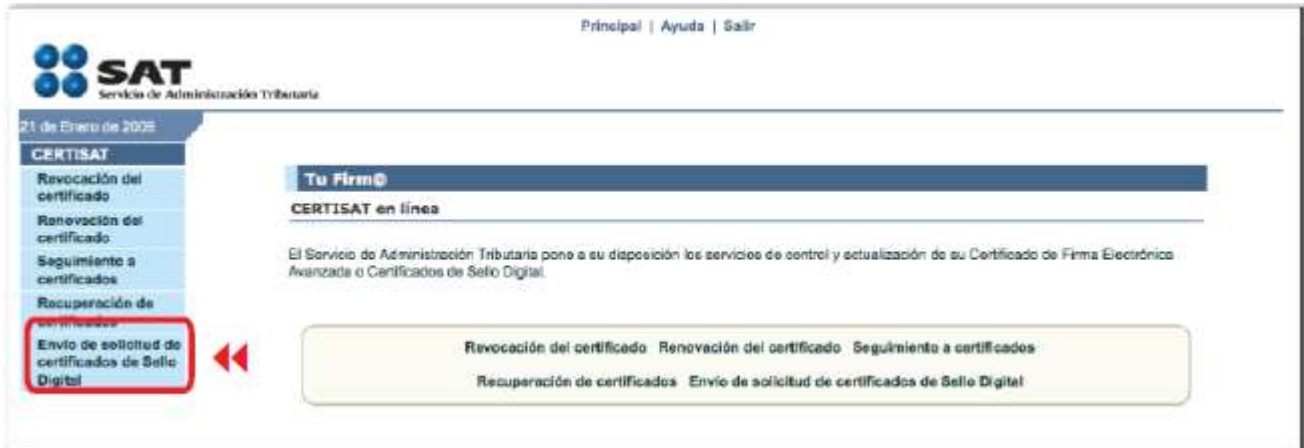 Principal | Ayuda | Salir
SAT
Servicio de Administración Tributaria
21 de Enero de 2005
CERTISAT
Revocación del
certificado
Renovación del
certificado
Seguimiento a
certificados
Recuperación de
certificados
Envío de solicitud de
certificados de Sello
Digital
Tu Firm@
CERTISAT en línea
El Servicio de Administración Tributaria pone a su disposición los servicios de control y actualización de su Certificado de Firma Electrónica
Avanzada o Certificados de Sello Digital.
Revocación del certificado Renovación del certificado Seguimiento a certificados
Recuperación de certificados Envío de solicitud de certificados de Sello Digital